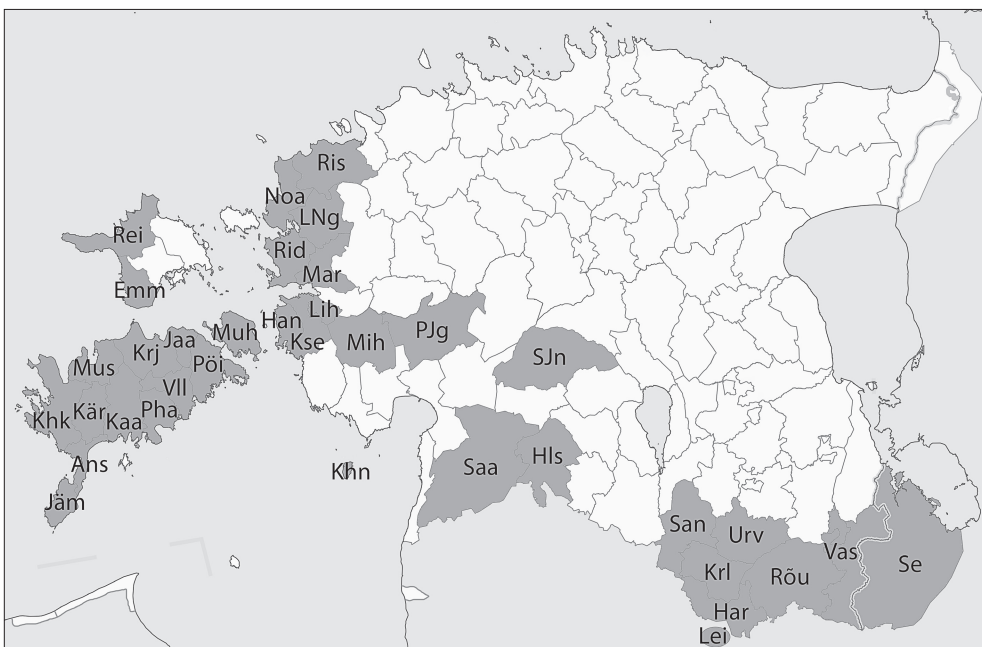 Ris
Noa
LNg
Rei
Rid
Mar
Emm
Lih
Han
Muh
PJg
Jaa
Kse
Mih
Krj
SJn
Pöi
Mus
Vll
Kär
Pha
Khk
Kaa
Hls
Ans
Khn
Saa
Jäm
San
Urv
Vas
Se
Krl
Rõu
Har
Lei